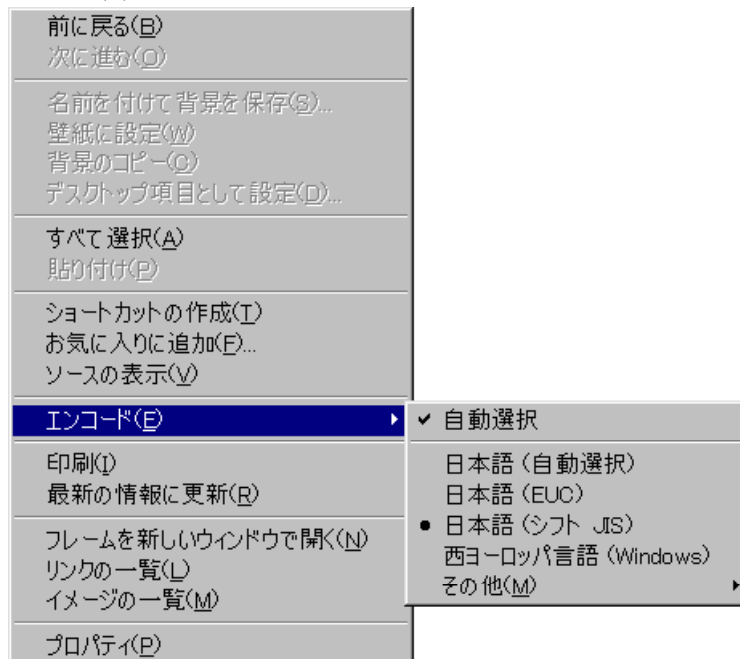 前に戻る(B)
次に進む(O)
名前を付けて背景を保存(S)...
壁紙に設定(W)
背景のコピー(C)
デスクトップ項目として設定(D)...
すべて選択(A)
貼り付け(P)
ショートカットの作成(T)
お気に入りに追加(F)...
ソースの表示(V)
エンコード(E)
自動選択
日本語 (自動選択)
日本語 (EUC)
日本語 (シフト JIS)
西ヨーロッパ言語 (Windows)
その他(M)
印刷(I)
最新の情報に更新(R)
フレームを新しいウィンドウで開く(N)
リンクの一覧(L)
イメージの一覧(M)
プロパティ(P)